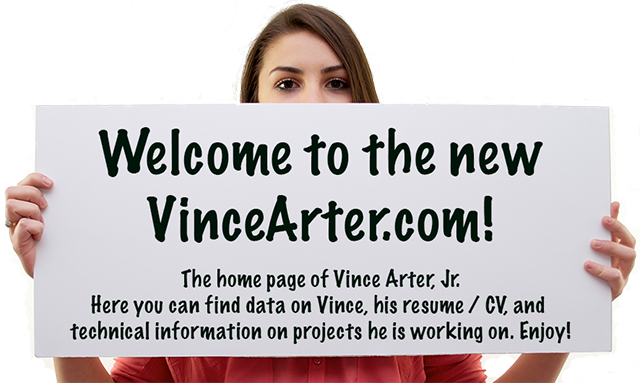 Welcome to the new
VinceArter.com!
The home page of Vince Arter, Jr.
Here you can find data on Vince, his resume / CV, and
technical information on projects he is working on. Enjoy!